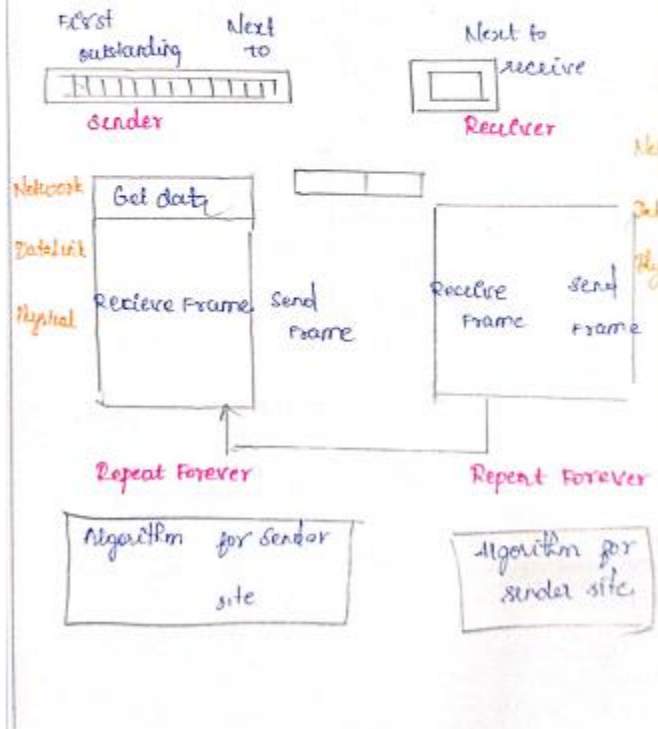 First
outstanding
Next
to
Next to
receive
Sender
Receiver
Network
Get data
DataLink
Recieve Frame
Send
Frame
Receive
Frame
Send
Frame
Physical
Repeat Forever
Repeat Forever
Algorithm for Sender
site
Algorithm for
sender site